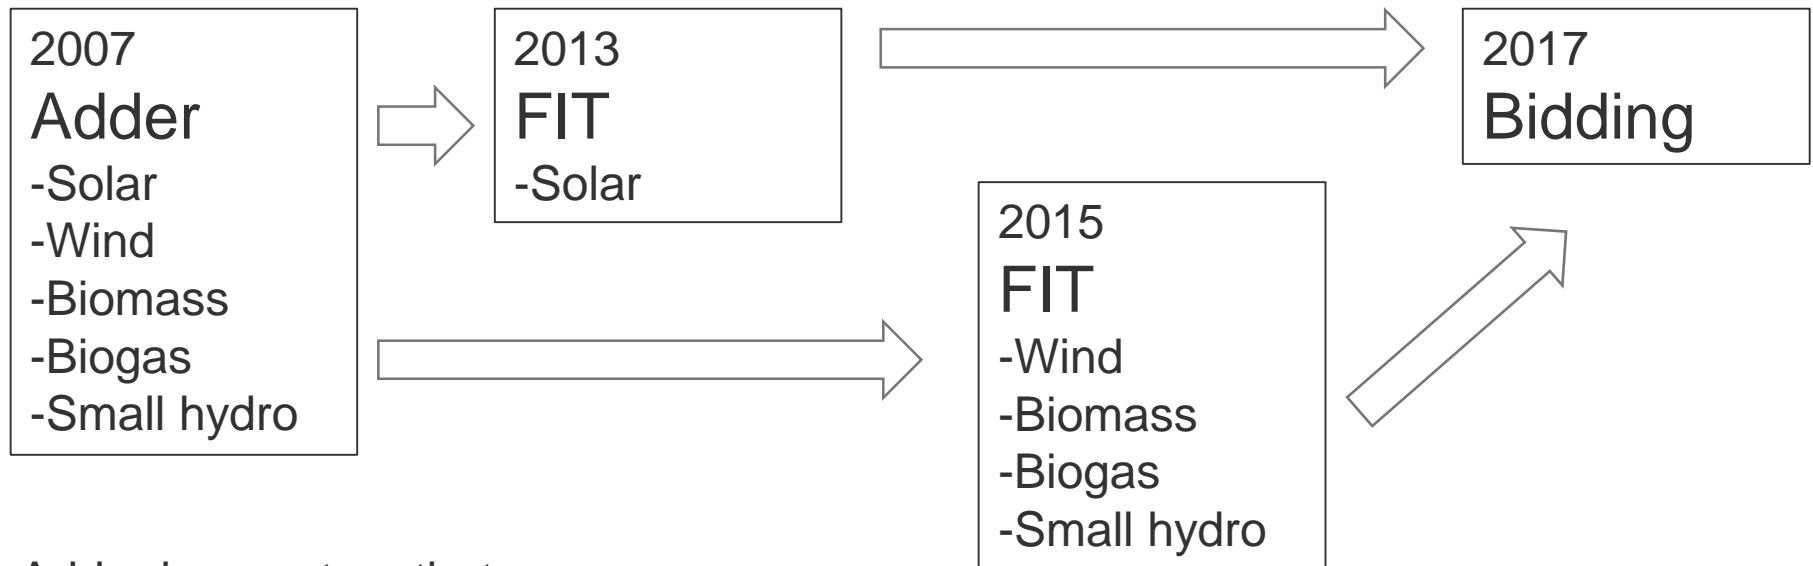 2007
Adder
-Solar
-Wind
-Biomass
-Biogas
-Small hydro
2013
FIT
-Solar
2015
FIT
-Wind
-Biomass
-Biogas
-Small hydro
2017
Bidding